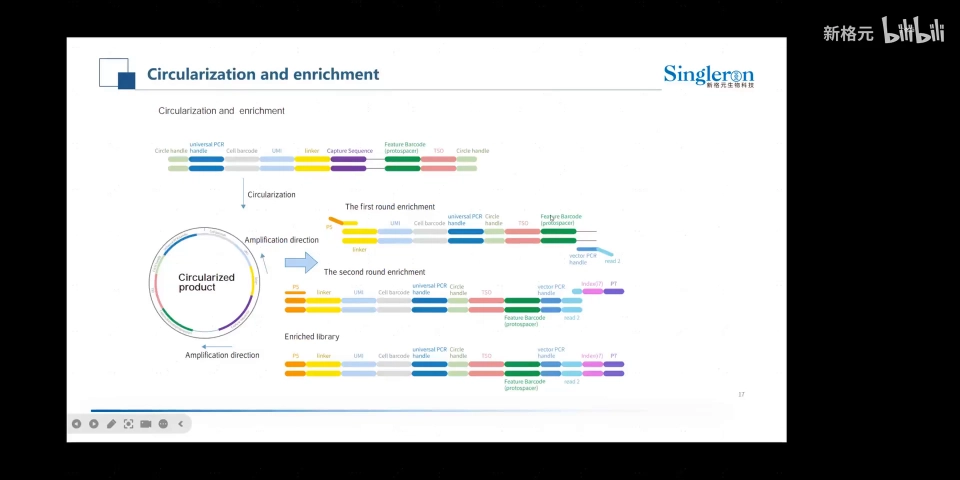 新格元 bilibili
Circularization and enrichment
Singleron
新格元生物科技
Circularization and enrichment
Circle handle universal PCR handle Cell barcode UMI linker Capture Sequence Feature Barcode (protospacer) TSO Circle handle
Circularization
The first round enrichment
P5 UMI Cell barcode universal PCR handle Circle handle TSO Feature Barcode (protospacer)
linker vector PCR handle read 2
Amplification direction
Circularized product
Amplification direction
The second round enrichment
P5 linker UMI Cell barcode universal PCR handle Circle handle TSO vector PCR handle index(i7) P7
Feature Barcode (protospacer) read 2
Enriched library
P5 linker UMI Cell barcode universal PCR handle Circle handle TSO vector PCR handle index(i7) P7
Feature Barcode (protospacer) read 2
17